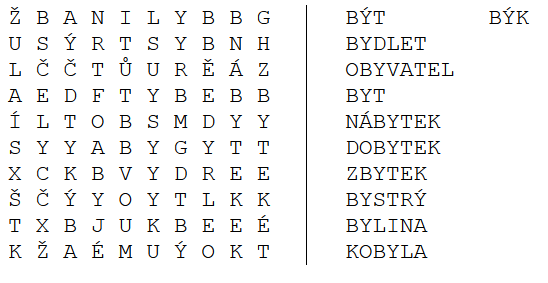 Ž B A N I L Y B B G BÝT BÝK
U S Ý R T S Y B N H BYDLET
L Č Č T Ů U R Ě Á Z OBYVATEL
A E D F T Y B E B B BYT
Í L T O B S M D Y Y NÁBYTEK
S Y Y A B Y G Y T T DOBYTEK
X C K B V Y D R E E ZBYTEK
Š Č Ý Y O Y T L K K BYSTRÝ
T X B J U K B E E É BYLINA
K Ž A É M U Ý O K T KOBYLA